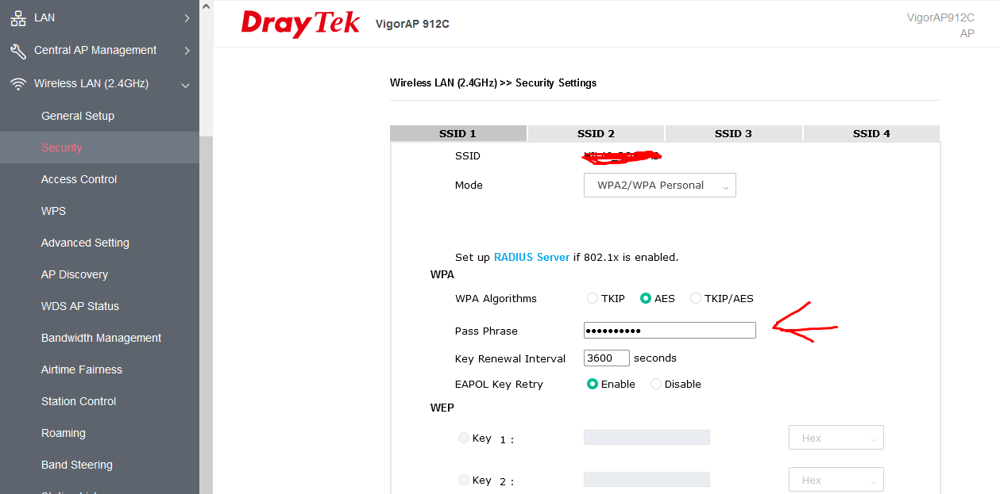 LAN
Central AP Management
Wireless LAN (2.4GHz)
General Setup
Security
Access Control
WPS
Advanced Setting
AP Discovery
WDS AP Status
Bandwidth Management
Airtime Fairness
Station Control
Roaming
Band Steering
DrayTek VigorAP 912C
VigorAP912C
AP
Wireless LAN (2.4GHz) >> Security Settings
SSID 1 SSID 2 SSID 3 SSID 4
SSID
Mode WPA2/WPA Personal
Set up RADIUS Server if 802.1x is enabled.
WPA
WPA Algorithms TKIP AES TKIP/AES
Pass Phrase ••••••••••
Key Renewal Interval 3600 seconds
EAPOL Key Retry Enable Disable
WEP
Key 1 : Hex
Key 2 : Hex